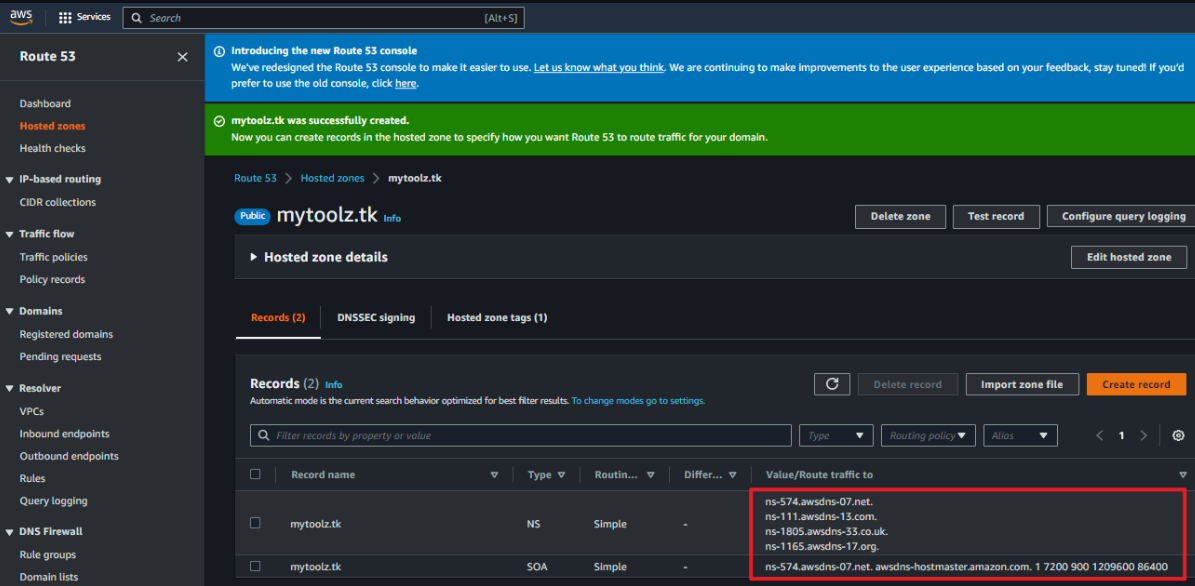 aws
Services
Search
[Alt+S]
Route 53
Dashboard
Hosted zones
Health checks
IP-based routing
CIDR collections
Traffic flow
Traffic policies
Policy records
Domains
Registered domains
Pending requests
Resolver
VPCs
Inbound endpoints
Outbound endpoints
Rules
Query logging
DNS Firewall
Rule groups
Domain lists
Introducing the new Route 53 console
We've redesigned the Route 53 console to make it easier to use. Let us know what you think. We are continuing to make improvements to the user experience based on your feedback, stay tuned! If you'd
prefer to use the old console, click here.
mytoolz.tk was successfully created.
Now you can create records in the hosted zone to specify how you want Route 53 to route traffic for your domain.
Route 53 > Hosted zones > mytoolz.tk
Public mytoolz.tk Info
Delete zone
Test record
Configure query logging
Hosted zone details
Edit hosted zone
Records (2)
DNSSEC signing
Hosted zone tags (1)
Records (2) Info
Automatic mode is the current search behavior optimized for best filter results. To change modes go to settings.
Delete record
Import zone file
Create record
Filter records by property or value
Type
Routing policy
Alias
1
Record name
Type
Routin...
Differ...
Value/Route traffic to
mytoolz.tk
NS
Simple
-
ns-574.awsdns-07.net.
ns-111.awsdns-13.com.
ns-1805.awsdns-33.co.uk.
ns-1165.awsdns-17.org.
mytoolz.tk
SOA
Simple
-
ns-574.awsdns-07.net. awsdns-hostmaster.amazon.com. 1 7200 900 1209600 86400